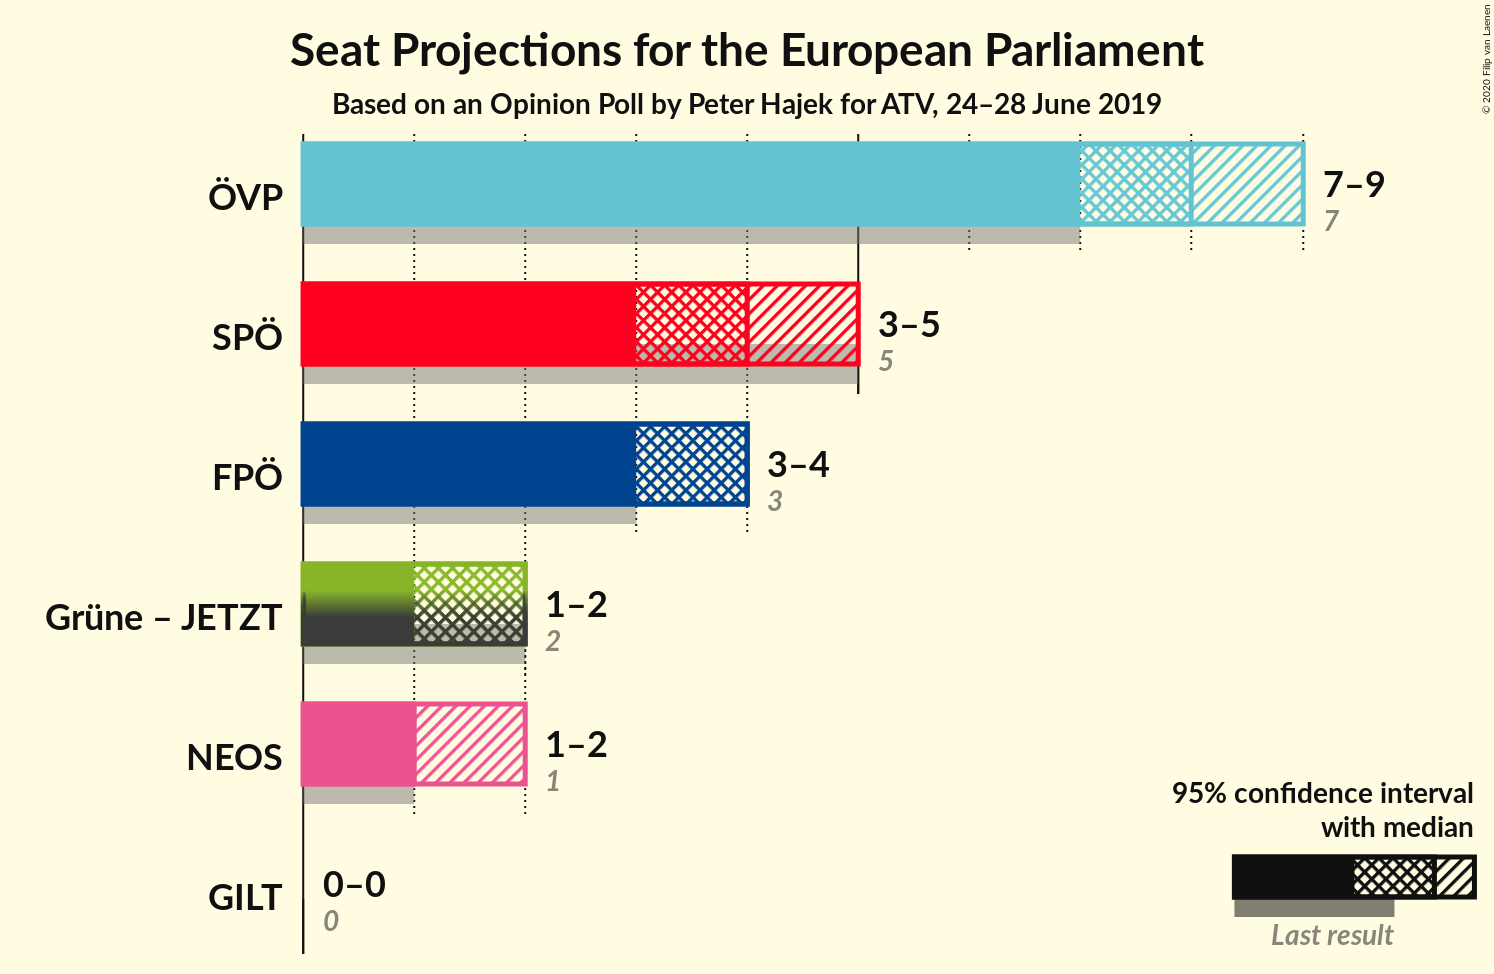 Seat Projections for the European Parliament
Based on an Opinion Poll by Peter Hajek for ATV, 24–28 June 2019
© 2020 Filip van Laenen
ÖVP
7–9
7
SPÖ
3–5
5
FPÖ
3–4
3
Grüne – JETZT
1–2
2
NEOS
1–2
1
GILT
0–0
0
95% confidence interval
with median
Last result